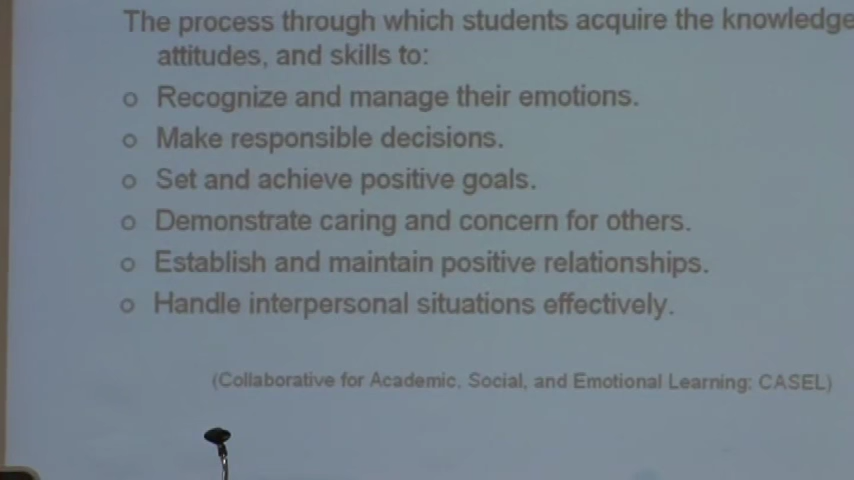 The process through which students acquire the knowledge
attitudes, and skills to:
o Recognize and manage their emotions.
o Make responsible decisions.
o Set and achieve positive goals.
o Demonstrate caring and concern for others.
o Establish and maintain positive relationships.
o Handle interpersonal situations effectively.
(Collaborative for Academic, Social, and Emotional Learning: CASEL)